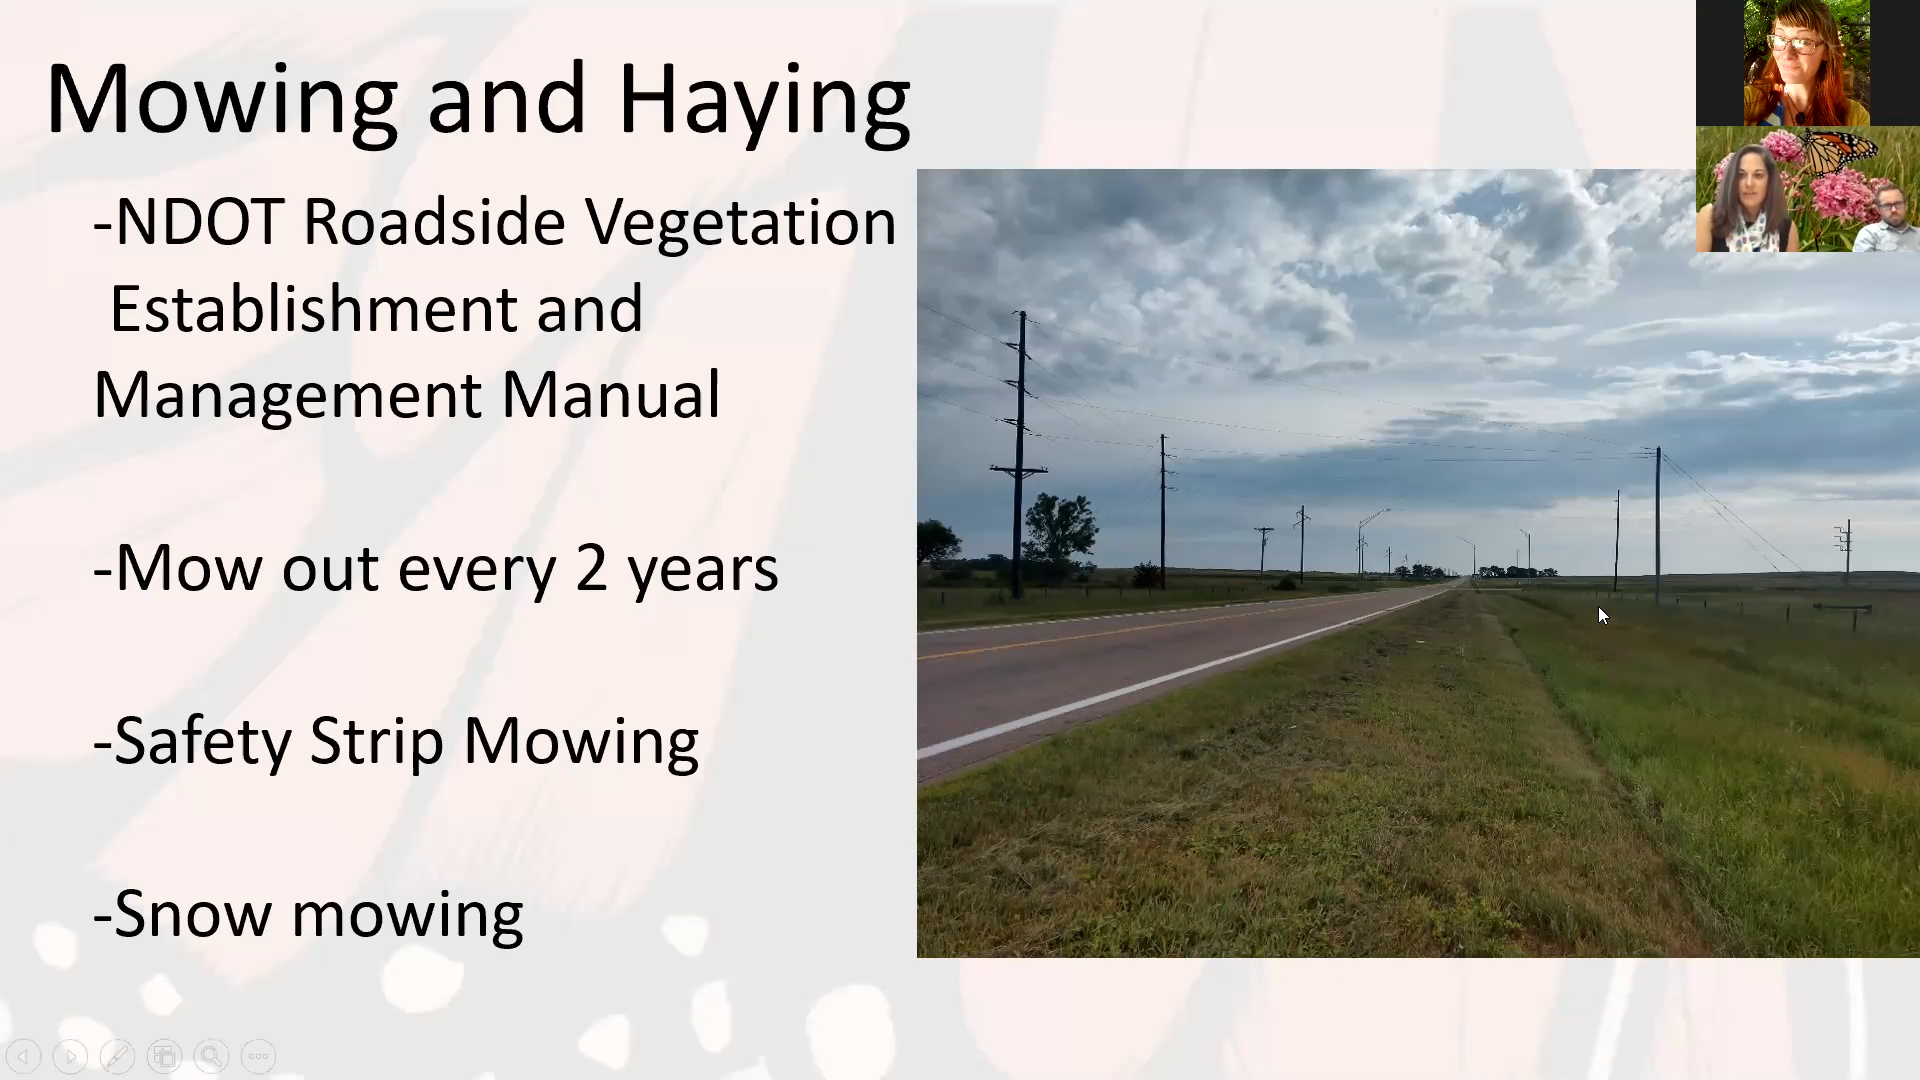 Mowing and Haying
-NDOT Roadside Vegetation
Establishment and
Management Manual
-Mow out every 2 years
-Safety Strip Mowing
-Snow mowing